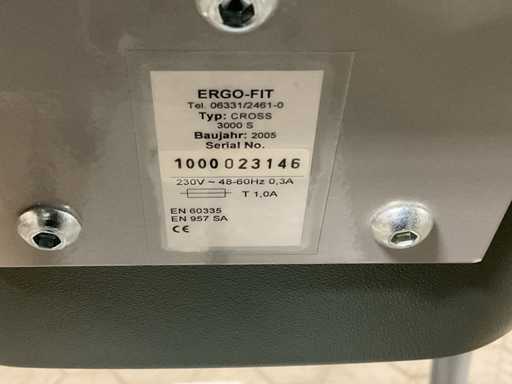 ERGO-FIT
Tel. 06331/2461-0
Typ: CROSS
3000 S
Baujahr: 2005
Serial No.
1000023146
230V ~ 48-60Hz 0,3A
T 1,0A
EN 60335
EN 957 SA
CE